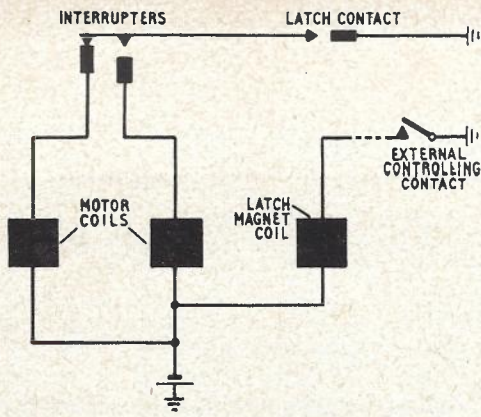 INTERRUPTERS
LATCH CONTACT
EXTERNAL
CONTROLLING
CONTACT
MOTOR
COILS
LATCH
MAGNET
COIL